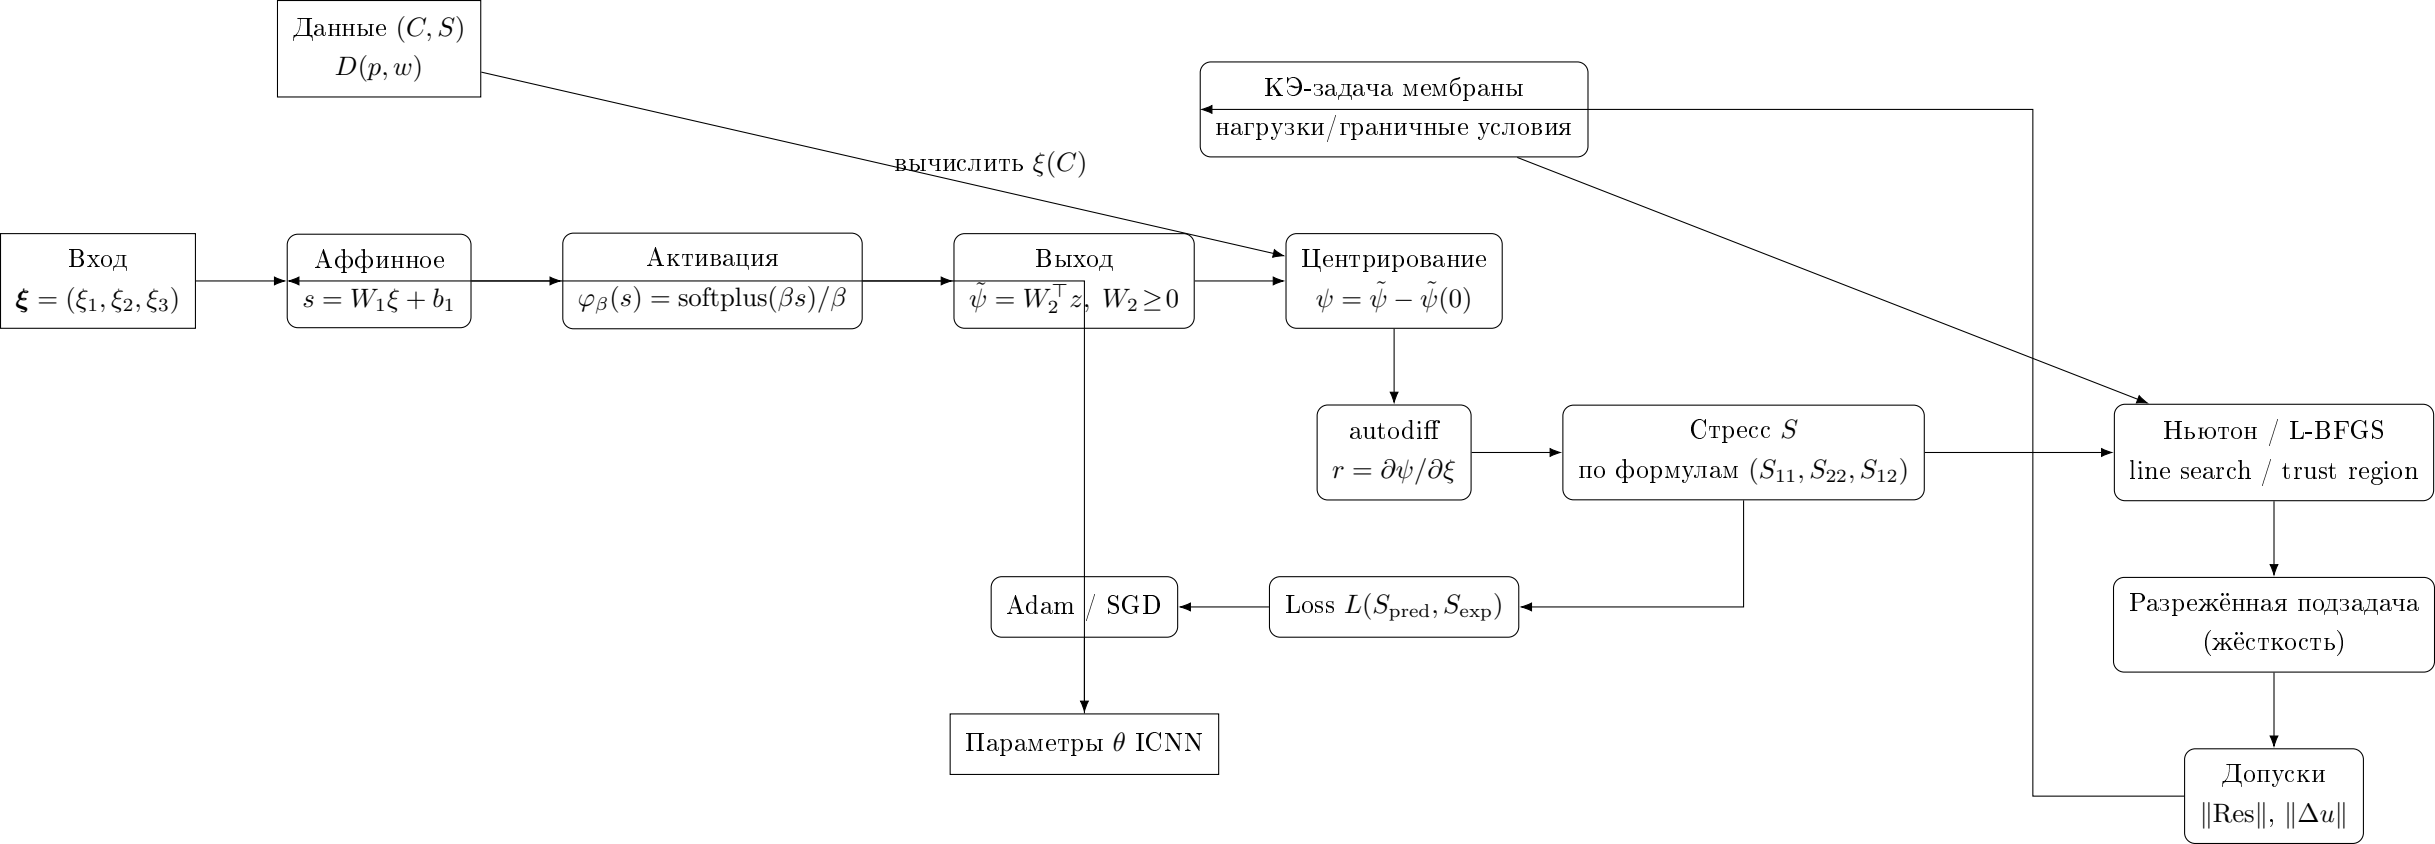 Данные (C, S)
D(p, w)
КЭ-задача мембраны
нагрузки/граничные условия
вычислить ξ(C)
Вход
ξ = (ξ₁, ξ₂, ξ₃)
Аффинное
s = W₁ξ + b₁
Активация
φ_β(s) = softplus(βs)/β
Выход
ψ̃ = W₂^⊤ z, W₂ ≥ 0
Центрирование
ψ = ψ̃ − ψ̃(0)
autodiff
r = ∂ψ/∂ξ
Стресс S
по формулам (S₁₁, S₂₂, S₁₂)
Ньютон / L-BFGS
line search / trust region
Adam / SGD
Loss L(S_pred, S_exp)
Разрежённая подзадача
(жёсткость)
Параметры θ ICNN
Допуски
‖Res‖, ‖Δu‖